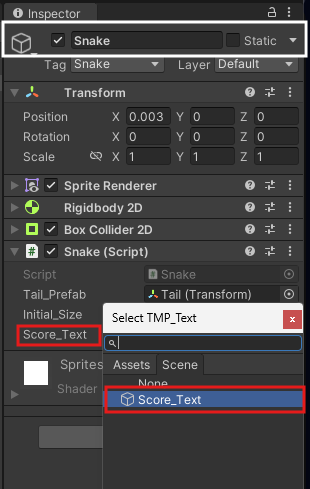 Inspector
Snake Static
Tag Snake Layer Default
Transform
Position X 0.003 Y 0 Z 0
Rotation X 0 Y 0 Z 0
Scale X 1 Y 1 Z 1
Sprite Renderer
Rigidbody 2D
Box Collider 2D
# Snake (Script)
Script Snake
Tail_Prefab Tail (Transform)
Initial_Size
Score_Text
Select TMP_Text x
Assets Scene
None
Score_Text
Sprites
Shader